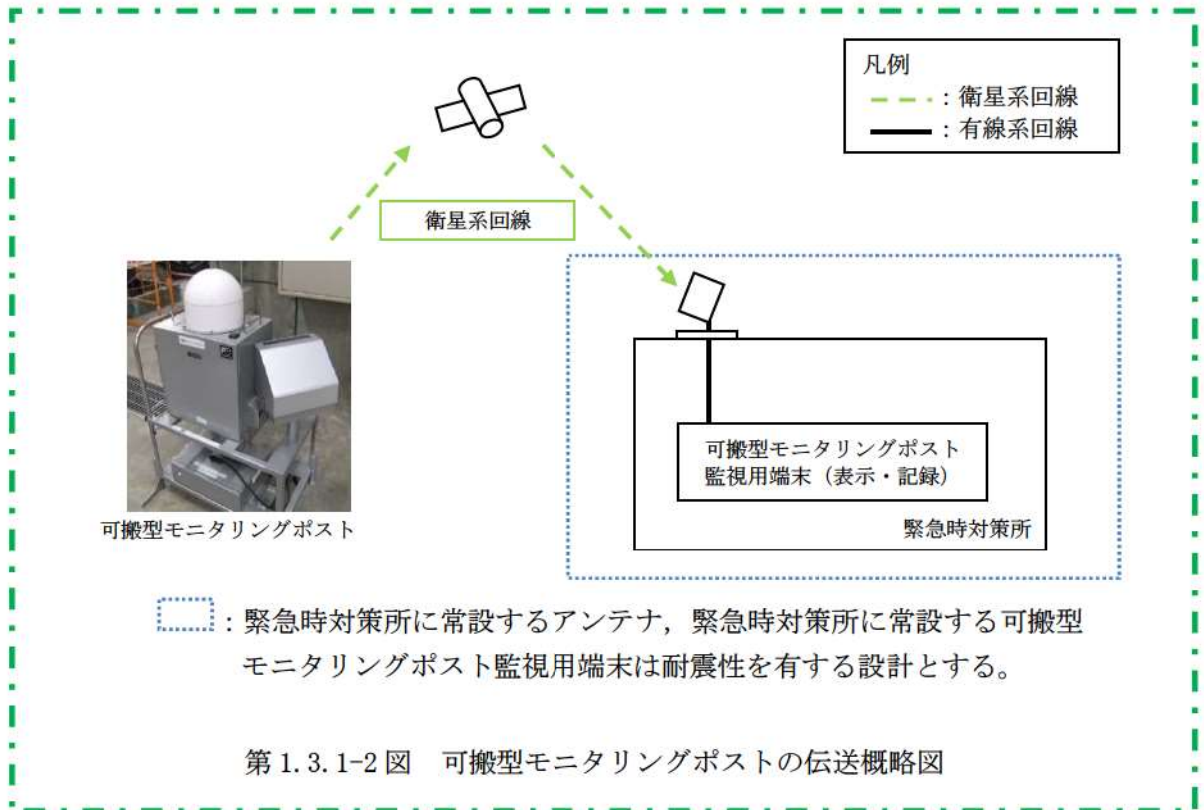 凡例
：衛星系回線
：有線系回線
衛星系回線
可搬型モニタリングポスト
監視用端末（表示・記録）
緊急時対策所
可搬型モニタリングポスト
：緊急時対策所に常設するアンテナ，緊急時対策所に常設する可搬型
モニタリングポスト監視用端末は耐震性を有する設計とする。
第1.3.1-2図　可搬型モニタリングポストの伝送概略図